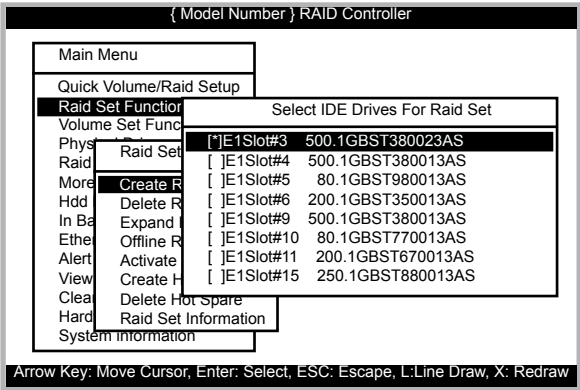 { Model Number } RAID Controller
Main Menu
Quick Volume/Raid Setup
Raid Set Function
Volume Set Func
Phys
Raid
More
Hdd
In Ba
Ether
Alert
View
Clea
Hard
System information
Raid Set
Create R
Delete R
Expand
Offline R
Activate
Create H
Delete Hot Spare
Raid Set Information
Select IDE Drives For Raid Set
[*]E1Slot#3 500.1GBST380023AS
[ ]E1Slot#4 500.1GBST380013AS
[ ]E1Slot#5 80.1GBST980013AS
[ ]E1Slot#6 200.1GBST350013AS
[ ]E1Slot#9 500.1GBST380013AS
[ ]E1Slot#10 80.1GBST770013AS
[ ]E1Slot#11 200.1GBST670013AS
[ ]E1Slot#15 250.1GBST880013AS
Arrow Key: Move Cursor, Enter: Select, ESC: Escape, L:Line Draw, X: Redraw